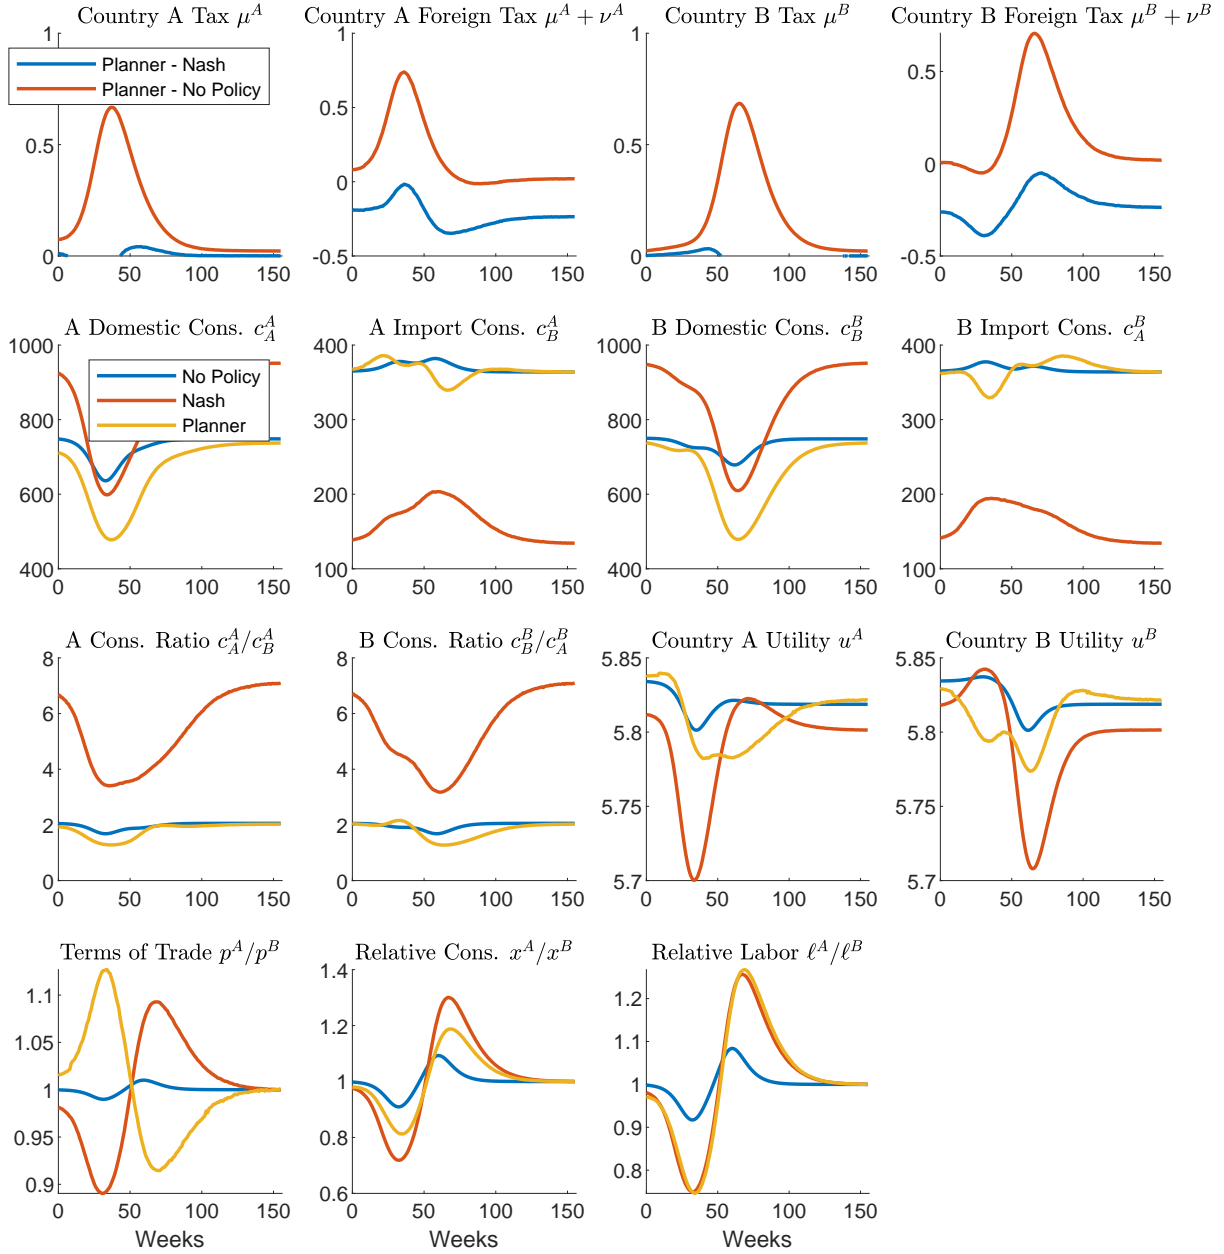 Country A Tax μ^A
Country A Foreign Tax μ^A + ν^A
Country B Tax μ^B
Country B Foreign Tax μ^B + ν^B
Planner - Nash
Planner - No Policy
1
0.5
0
0 50 100 150
1
0.5
0
-0.5
0 50 100 150
1
0.5
0
0 50 100 150
0.5
0
-0.5
0 50 100 150
A Domestic Cons. c_A^A
A Import Cons. c_B^A
B Domestic Cons. c_B^B
B Import Cons. c_A^B
No Policy
Nash
Planner
1000
800
600
400
0 50 100 150
400
300
200
100
0 50 100 150
1000
800
600
400
0 50 100 150
400
300
200
100
0 50 100 150
A Cons. Ratio c_A^A/c_B^A
B Cons. Ratio c_B^B/c_A^B
Country A Utility u^A
Country B Utility u^B
8
6
4
2
0
0 50 100 150
8
6
4
2
0
0 50 100 150
5.85
5.8
5.75
5.7
0 50 100 150
5.85
5.8
5.75
5.7
0 50 100 150
Terms of Trade p^A/p^B
Relative Cons. x^A/x^B
Relative Labor ℓ^A/ℓ^B
1.1
1.05
1
0.95
0.9
0 50 100 150
Weeks
1.4
1.2
1
0.8
0.6
0 50 100 150
Weeks
1.2
1.1
1
0.9
0.8
0 50 100 150
Weeks